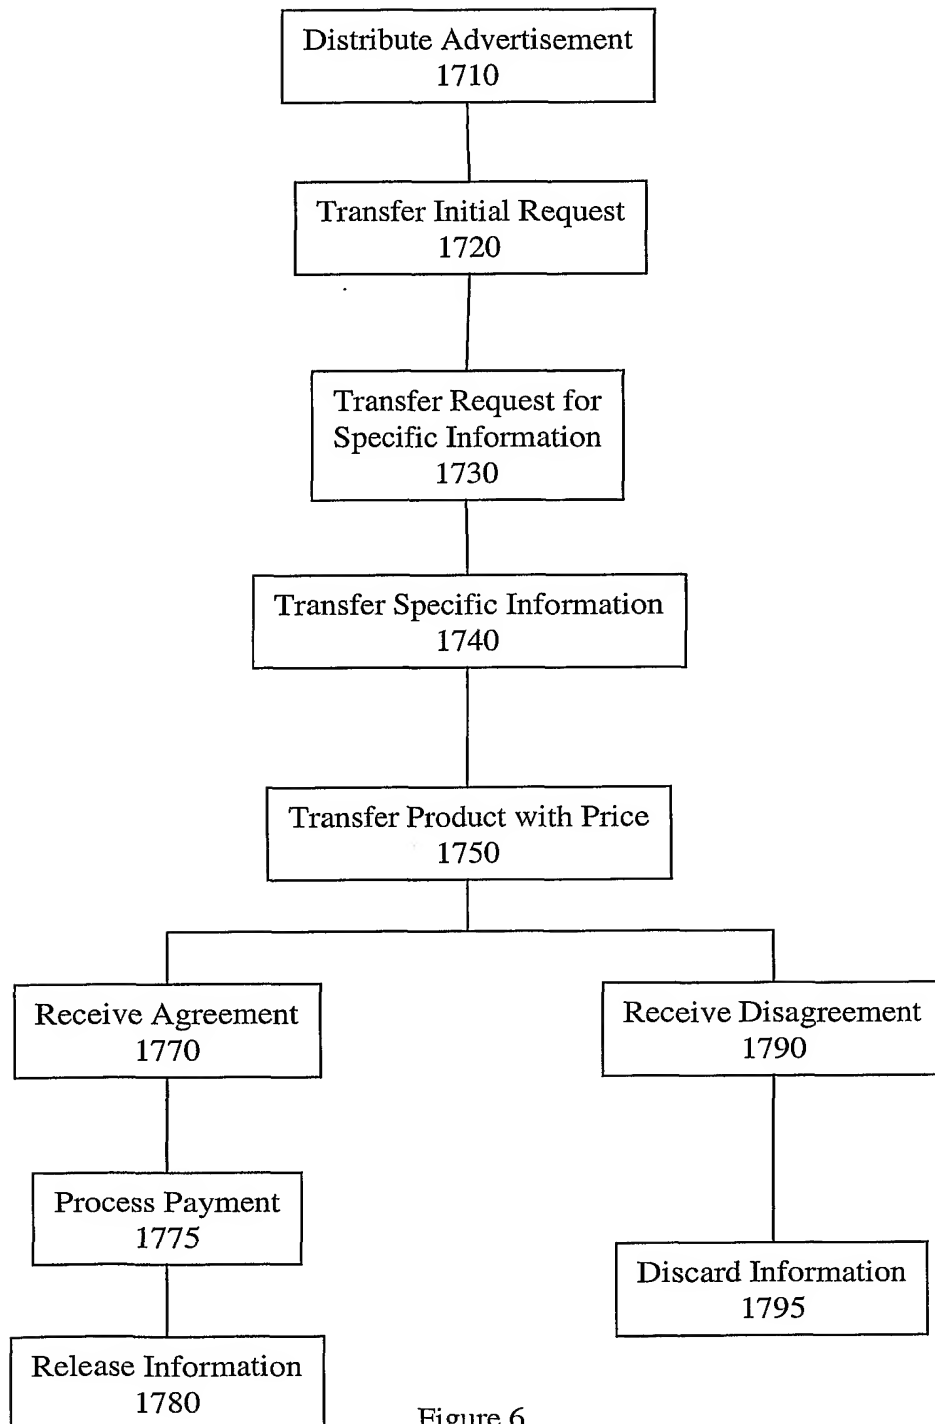 Distribute Advertisement
1710
Transfer Initial Request
1720
Transfer Request for
Specific Information
1730
Transfer Specific Information
1740
Transfer Product with Price
1750
Receive Agreement
1770
Receive Disagreement
1790
Process Payment
1775
Discard Information
1795
Release Information
1780
Figure 6